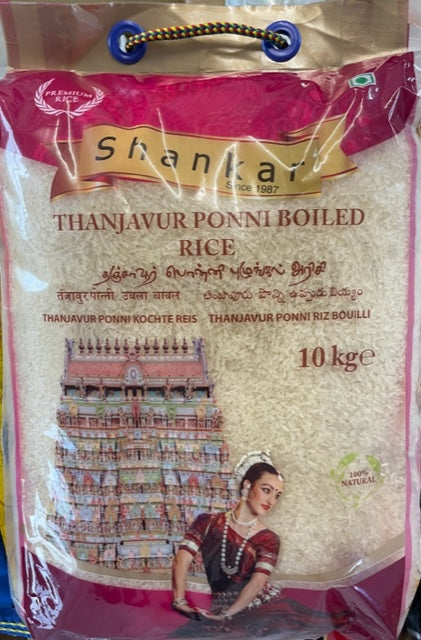 PREMIUM
RICE
Shankar
Since 1987
THANJAVUR PONNI BOILED
RICE
தஞ்சாவூர் பொன்னி புழுங்கல் அரிசி
तंजावुर पोन्नी उबला चावल
THANJAVUR PONNI KOCHTE REIS THANJAVUR PONNI RIZ BOUILLI
10 kg℮
100%
NATURAL